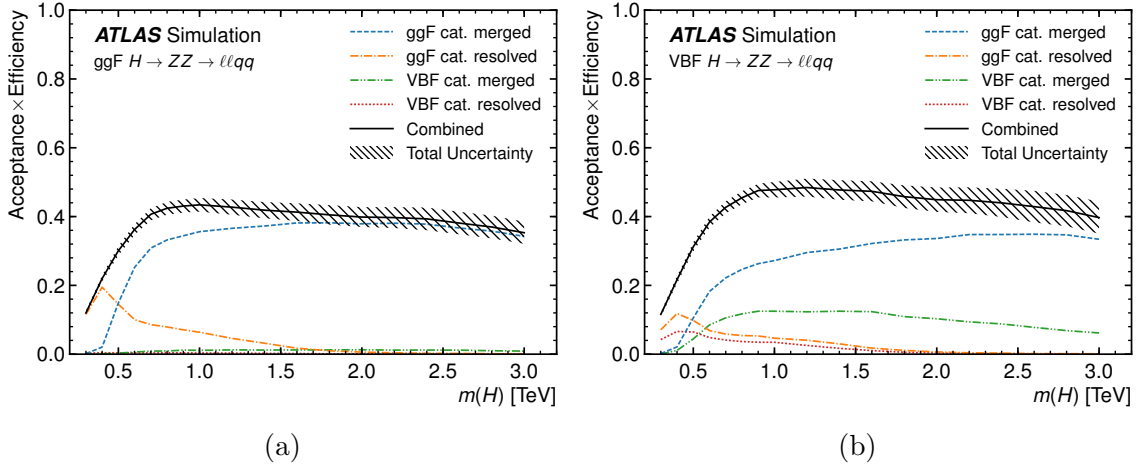 Acceptance×Efficiency
1.0
0.8
0.6
0.4
0.2
0.0
ATLAS Simulation
ggF H → ZZ → ℓℓqq
ggF cat. merged
ggF cat. resolved
VBF cat. merged
VBF cat. resolved
Combined
Total Uncertainty
0.5 1.0 1.5 2.0 2.5 3.0
m(H) [TeV]
(a)
Acceptance×Efficiency
1.0
0.8
0.6
0.4
0.2
0.0
ATLAS Simulation
VBF H → ZZ → ℓℓqq
ggF cat. merged
ggF cat. resolved
VBF cat. merged
VBF cat. resolved
Combined
Total Uncertainty
0.5 1.0 1.5 2.0 2.5 3.0
m(H) [TeV]
(b)